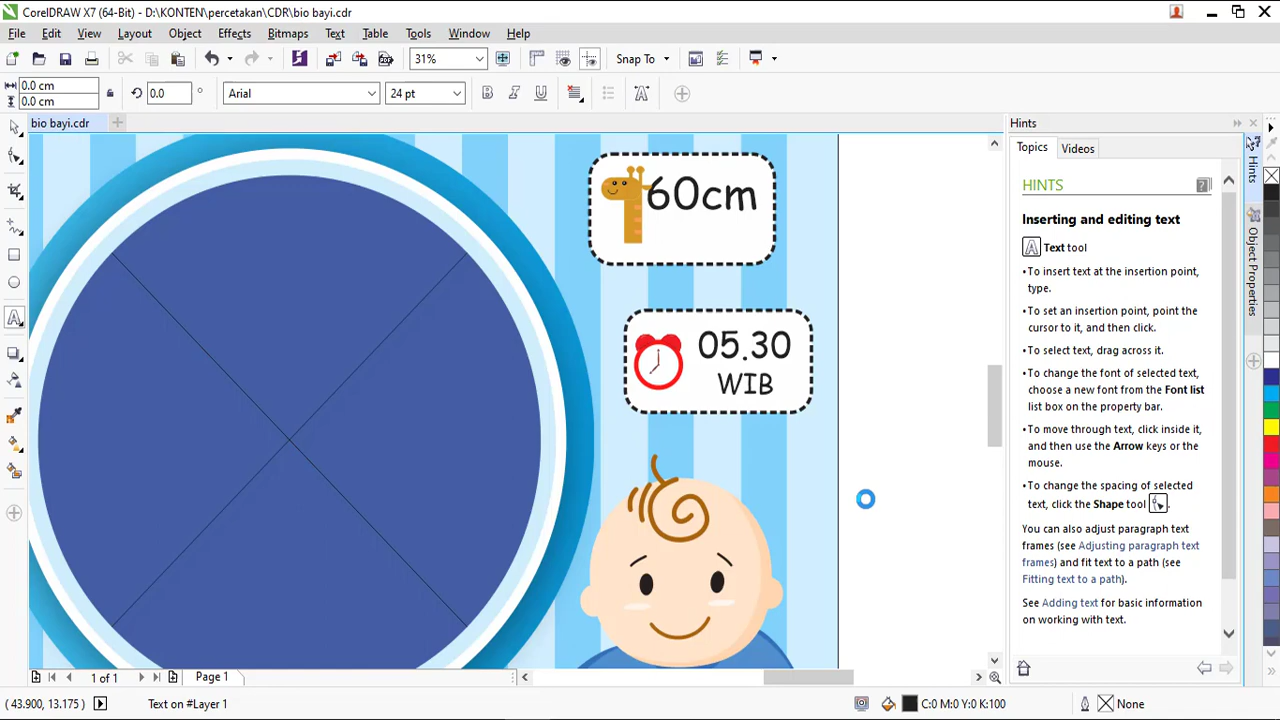 CorelDRAW X7 (64-Bit) - D:\KONTEN\percetakan\CDR\bio bayi.cdr
File Edit View Layout Object Effects Bitmaps Text Table Tools Window Help
31% Snap To
0.0 cm
0.0 cm
0.0 ° Arial 24 pt
bio bayi.cdr
60cm
05.30
WIB
Hints
Topics Videos
HINTS
Inserting and editing text
A Text tool
•To insert text at the insertion point,
type.
•To set an insertion point, point the
cursor to it, and then click.
•To select text, drag across it.
•To change the font of selected text,
choose a new font from the Font list
list box on the property bar.
•To move through text, click inside it,
and then use the Arrow keys or the
mouse.
•To change the spacing of selected
text, click the Shape tool .
You can also adjust paragraph text
frames (see Adjusting paragraph text
frames) and fit text to a path (see
Fitting text to a path).
See Adding text for basic information
on working with text.
Hints
Object Properties
1 of 1 Page 1
( 43.900, 13.175 ) Text on #Layer 1 C:0 M:0 Y:0 K:100 None